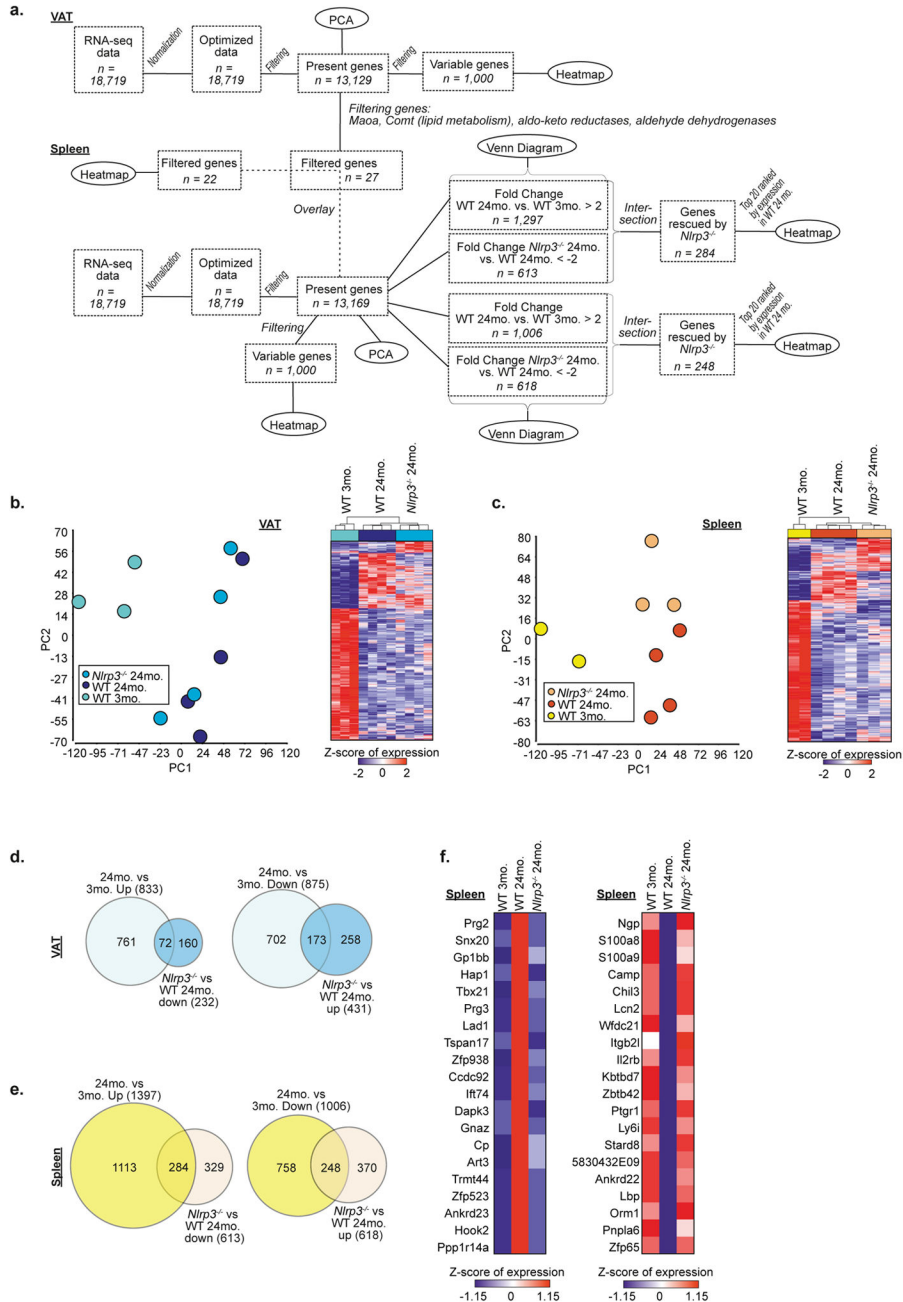 a.
VAT
RNA-seq
data
n =
18,719
Normalization
Optimized
data
n =
18,719
Filtering
PCA
Present genes
n = 13,129
Filtering
Variable genes
n = 1,000
Heatmap
Filtering genes:
Maoa, Comt (lipid metabolism), aldo-keto reductases, aldehyde dehydrogenases
Spleen
Heatmap
Filtered genes
n = 22
Filtered genes
n = 27
Overlay
RNA-seq
data
n =
18,719
Normalization
Optimized
data
n =
18,719
Filtering
Present genes
n = 13,169
Filtering
Variable genes
n = 1,000
Heatmap
PCA
Venn Diagram
Fold Change
WT 24mo. vs. WT 3mo. > 2
n = 1,297
Fold Change Nlrp3-/- 24mo.
vs. WT 24mo. < -2
n = 613
Inter-
section
Genes
rescued by
Nlrp3-/-
n = 284
Top 20 ranked
by expression
in WT 24 mo.
Heatmap
Fold Change
WT 24mo. vs. WT 3mo. > 2
n = 1,006
Fold Change Nlrp3-/- 24mo.
vs. WT 24mo. < -2
n = 618
Inter-
section
Genes
rescued by
Nlrp3-/-
n = 248
Top 20 ranked
by expression
in WT 24 mo.
Heatmap
Venn Diagram
b.
VAT
70
56
42
28
14
0
-13
-27
-41
-55
-70
PC2
Nlrp3-/- 24mo.
WT 24mo.
WT 3mo.
-120 -95 -71 -47 -24 0 24 48 72 96 120
PC1
WT 3mo.
WT 24mo.
Nlrp3-/- 24mo.
Z-score of expression
-2 0 2
c.
Spleen
80
64
48
32
16
0
-15
-31
-47
-63
-80
PC2
Nlrp3-/- 24mo.
WT 24mo.
WT 3mo.
-120 -95 -71 -47 -24 0 24 48 72 96 120
PC1
WT 3mo.
WT 24mo.
Nlrp3-/- 24mo.
Z-score of expression
-2 0 2
d.
VAT
24mo. vs
3mo. Up (833)
761
72
160
Nlrp3-/- vs
WT 24mo.
down (232)
24mo. vs
3mo. Down (875)
702
173
258
Nlrp3-/- vs
WT 24mo.
up (431)
e.
Spleen
24mo. vs
3mo. Up (1397)
1113
284
329
Nlrp3-/- vs
WT 24mo.
down (613)
24mo. vs
3mo. Down (1006)
758
248
370
Nlrp3-/- vs
WT 24mo.
up (618)
f.
Spleen
WT 3mo.
WT 24mo.
Nlrp3-/- 24mo.
Prg2
Snx20
Gp1bb
Hap1
Tbx21
Prg3
Lad1
Tspan17
Zfp938
Ccdc92
Ift74
Dapk3
Gnaz
Cp
Art3
Trmt44
Zfp523
Ankrd23
Hook2
Ppp1r14a
Z-score of expression
-1.15 0 1.15
Spleen
WT 3mo.
WT 24mo.
Nlrp3-/- 24mo.
Ngp
S100a8
S100a9
Camp
Chil3
Lcn2
Wfdc21
Itgb2l
Il2rb
Kbtbd7
Zbtb42
Ptgr1
Ly6i
Stard8
5830432E09
Ankrd22
Lbp
Orm1
Pnpla6
Zfp65
Z-score of expression
-1.15 0 1.15